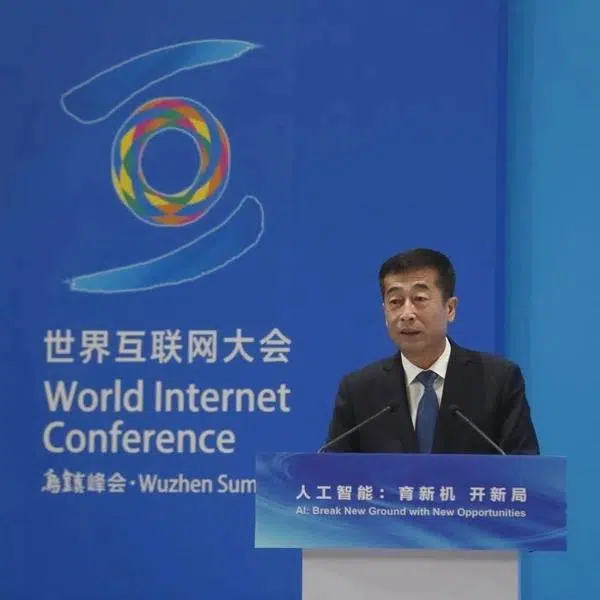 世界互联网大会
World Internet
Conference
乌镇峰会·Wuzhen Sum
人工智能：育新机 开新局
AI: Break New Ground with New Opportunities